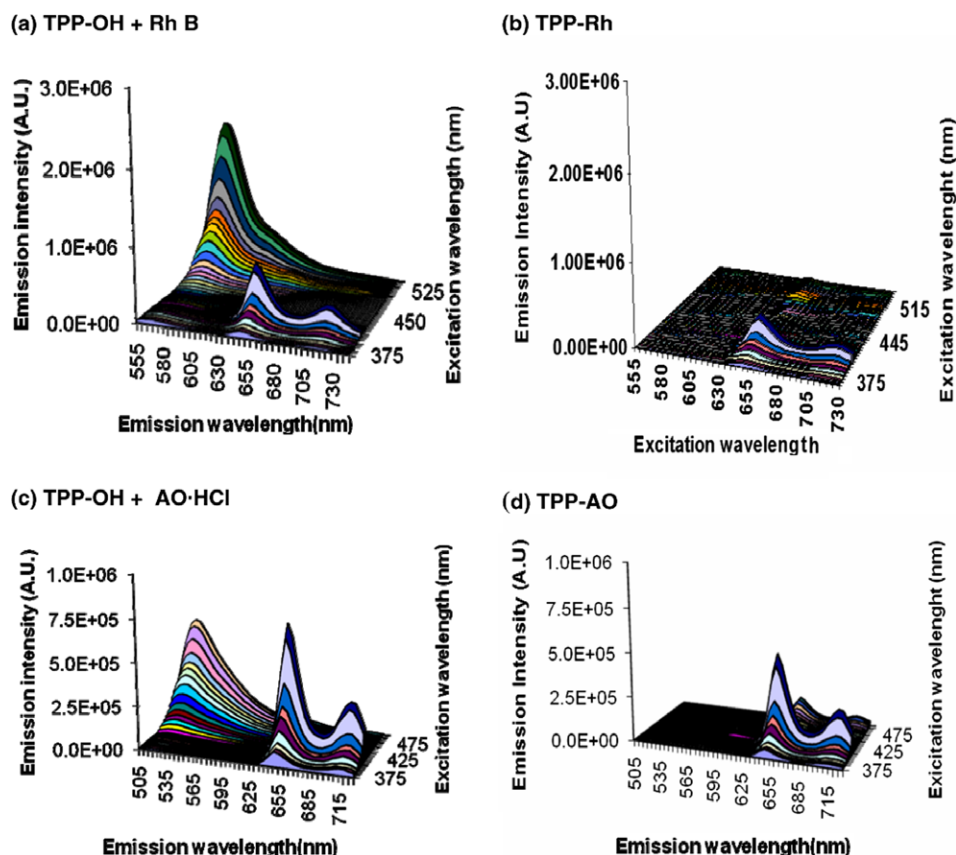 (a) TPP-OH + Rh B
Emission intensity (A.U.)
3.0E+06
2.0E+06
1.0E+06
0.0E+00
555
580
605
630
655
680
705
730
Emission wavelength(nm)
525
450
375
Excitation wavelength (nm)
(b) TPP-Rh
Emission Intensity (A.U)
3.00E+06
2.00E+06
1.00E+06
0.00E+00
555
580
605
630
655
680
705
730
Excitation wavelength
515
445
375
Excitation wavelenght (nm)
(c) TPP-OH + AO·HCl
Emission intensity (A.U.)
1.0E+06
7.5E+05
5.0E+05
2.5E+05
0.0E+00
505
535
565
595
625
655
685
715
Emission wavelength(nm)
475
425
375
Excitation wavelength (nm)
(d) TPP-AO
Emission Intensity (A.U)
1.0E+06
7.5E+05
5.0E+05
2.5E+05
0.0E+00
505
535
565
595
625
655
685
715
Emission wavelength(nm)
475
425
375
Exicitation wavelenght (nm)